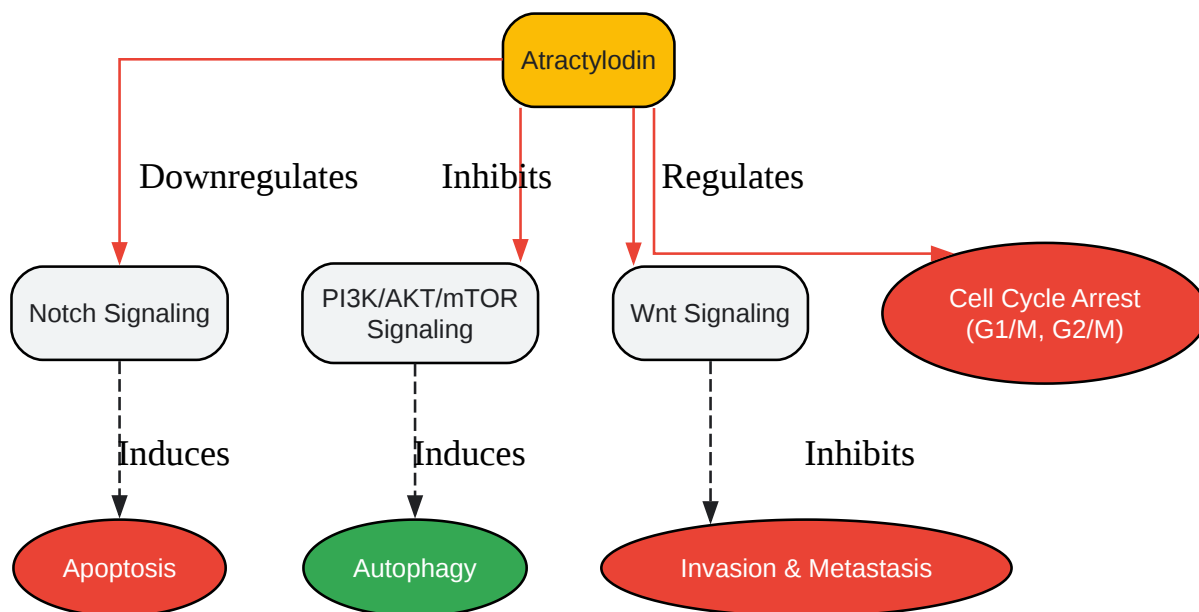 Atractylodin
Downregulates
Inhibits
Regulates
Notch Signaling
PI3K/AKT/mTOR
Signaling
Wnt Signaling
Cell Cycle Arrest
(G1/M, G2/M)
Induces
Induces
Inhibits
Apoptosis
Autophagy
Invasion & Metastasis